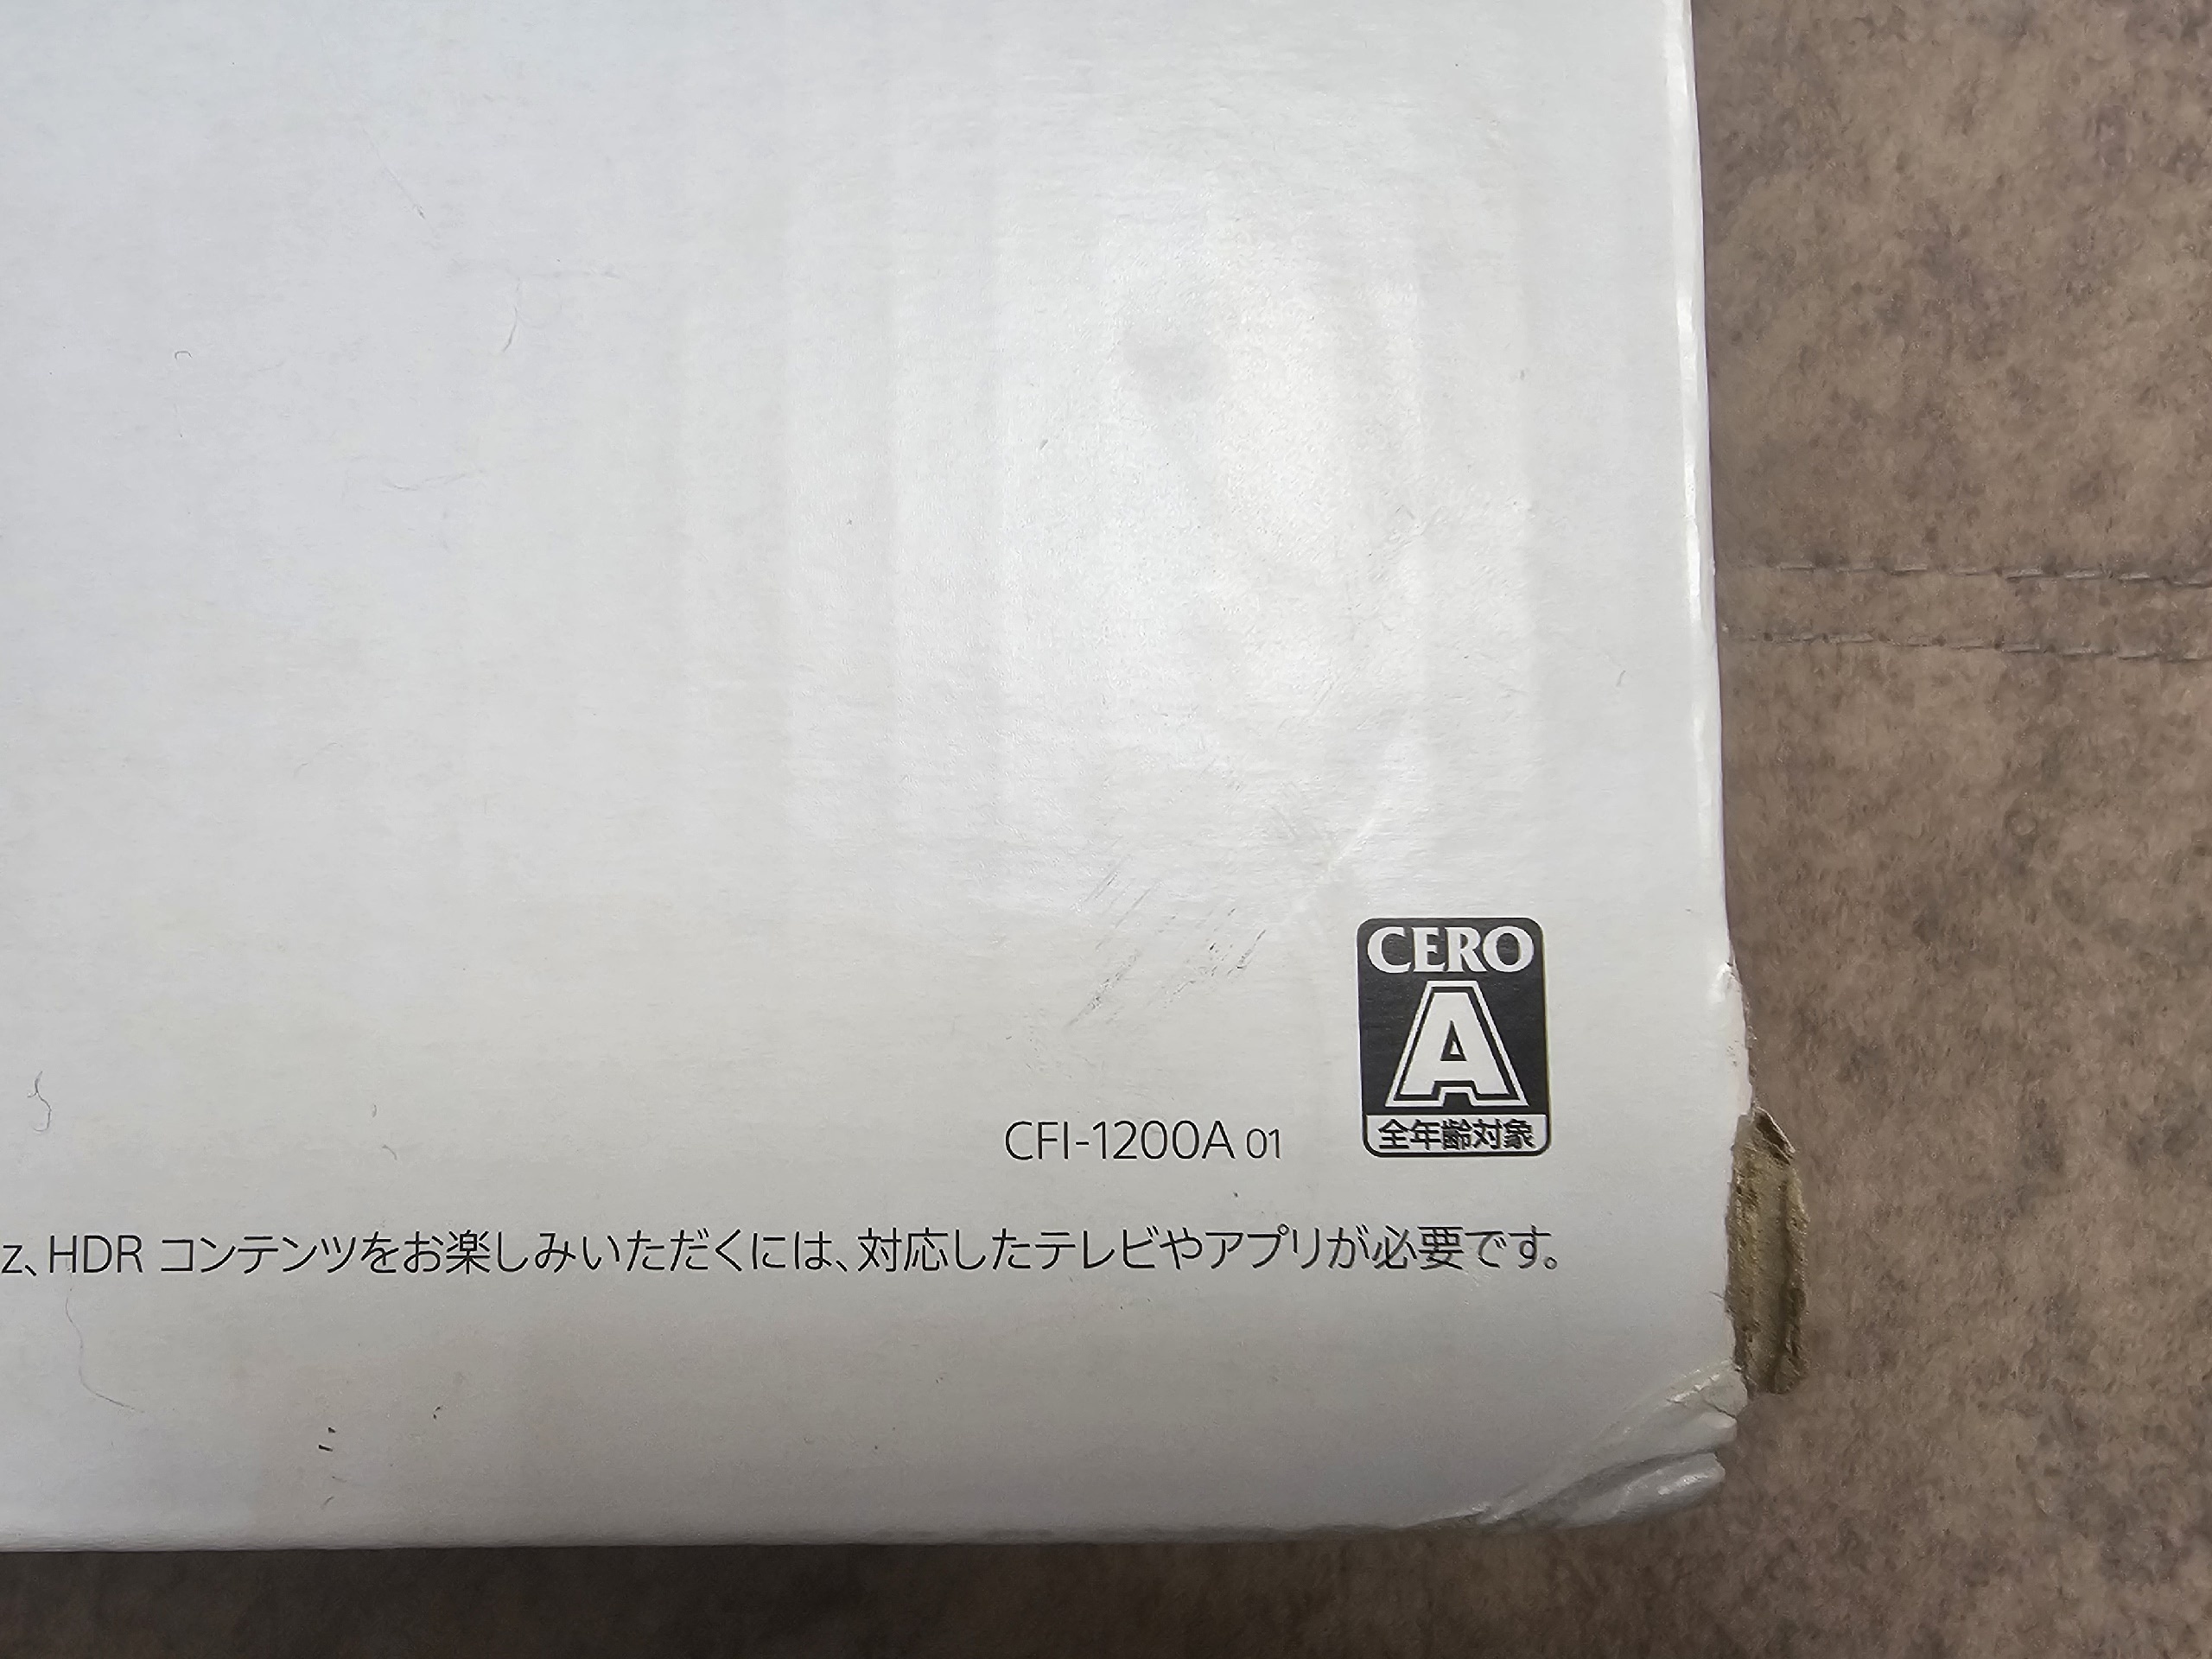 CERO
A
全年齢対象
CFI-1200A 01
z、HDR コンテンツをお楽しみいただくには、対応したテレビやアプリが必要です。